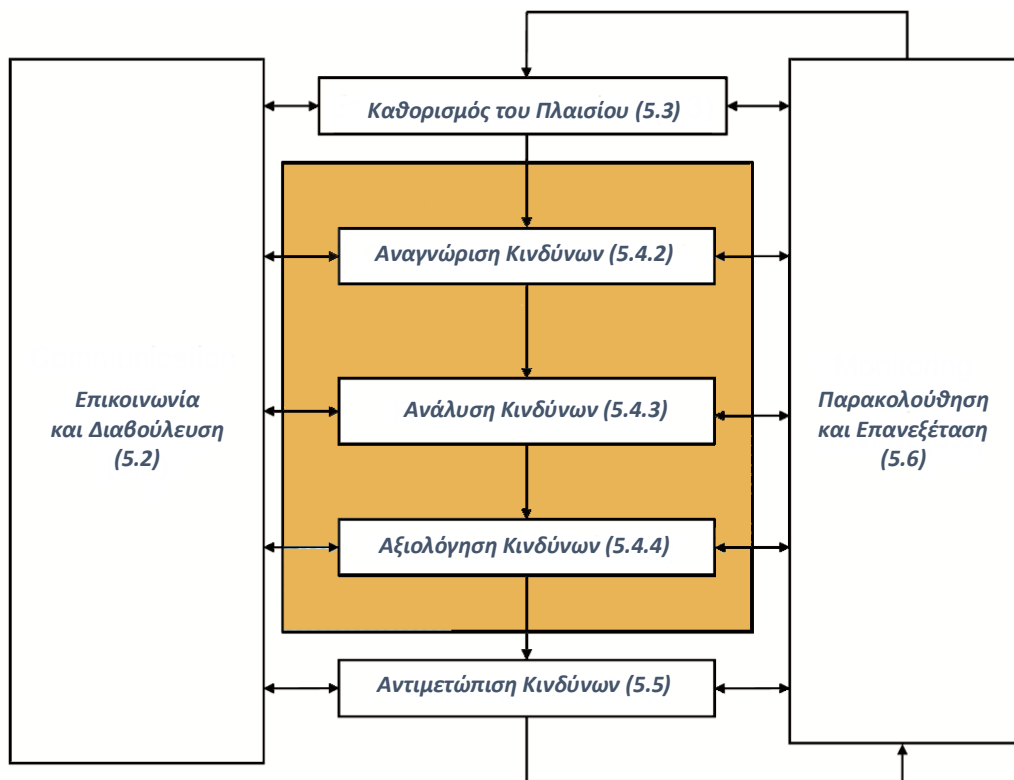 Καθορισμός του Πλαισίου (5.3)
Αναγνώριση Κινδύνων (5.4.2)
Επικοινωνία
και Διαβούλευση
(5.2)
Ανάλυση Κινδύνων (5.4.3)
Παρακολούθηση
και Επανεξέταση
(5.6)
Αξιολόγηση Κινδύνων (5.4.4)
Αντιμετώπιση Κινδύνων (5.5)